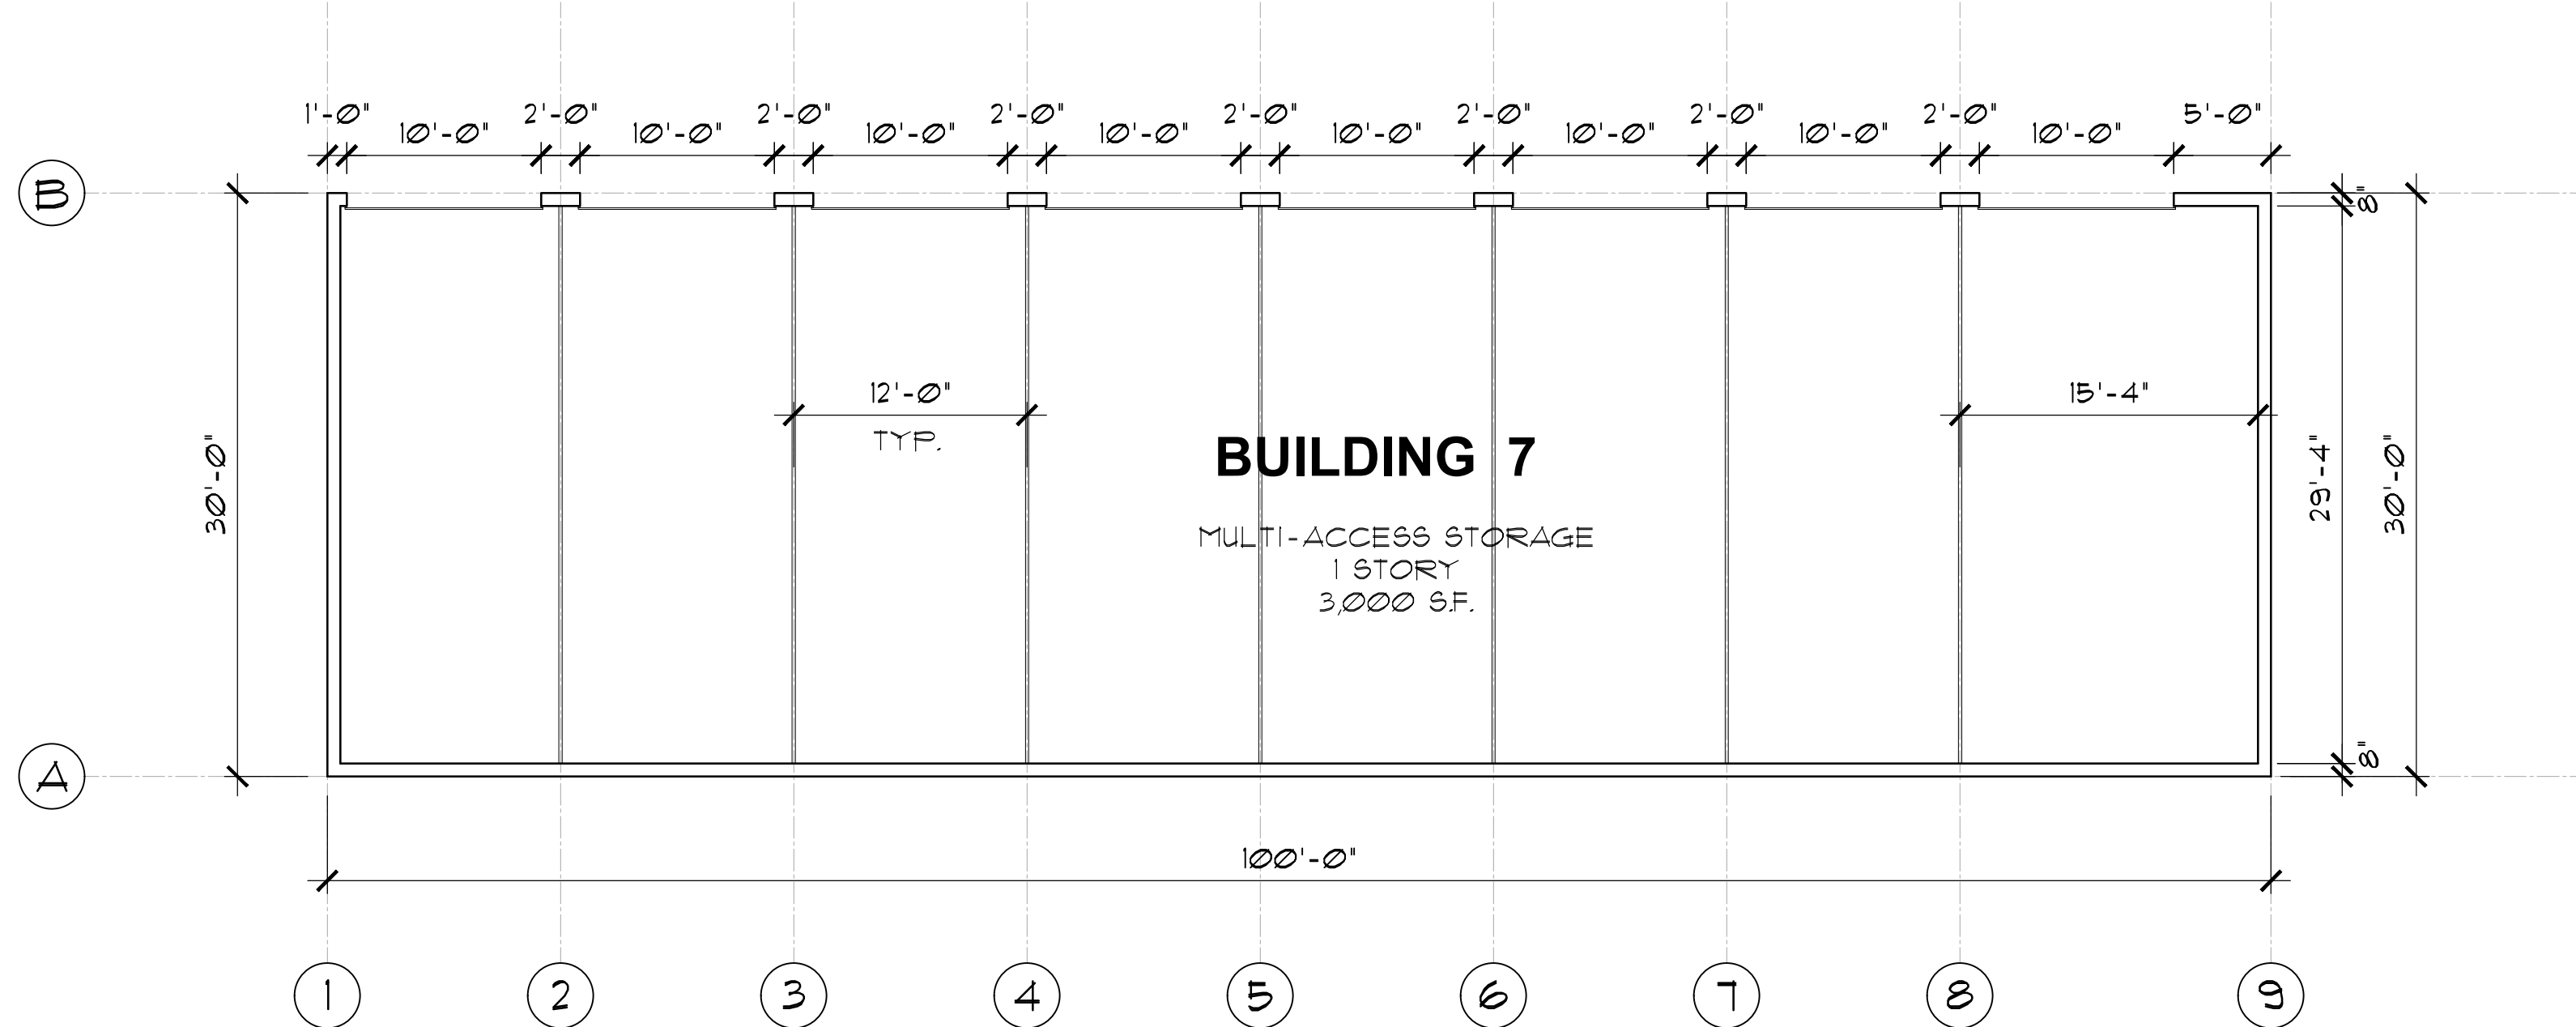 1'-0" 2'-0" 2'-0" 2'-0" 2'-0" 2'-0" 2'-0" 2'-0" 5'-0"
10'-0" 10'-0" 10'-0" 10'-0" 10'-0" 10'-0" 10'-0" 10'-0"
B
8"
12'-0"
TYP.
15'-4"
BUILDING 7
30'-0"
29'-4"
30'-0"
MULTI-ACCESS STORAGE
1 STORY
3,000 S.F.
8"
A
100'-0"
1 2 3 4 5 6 7 8 9